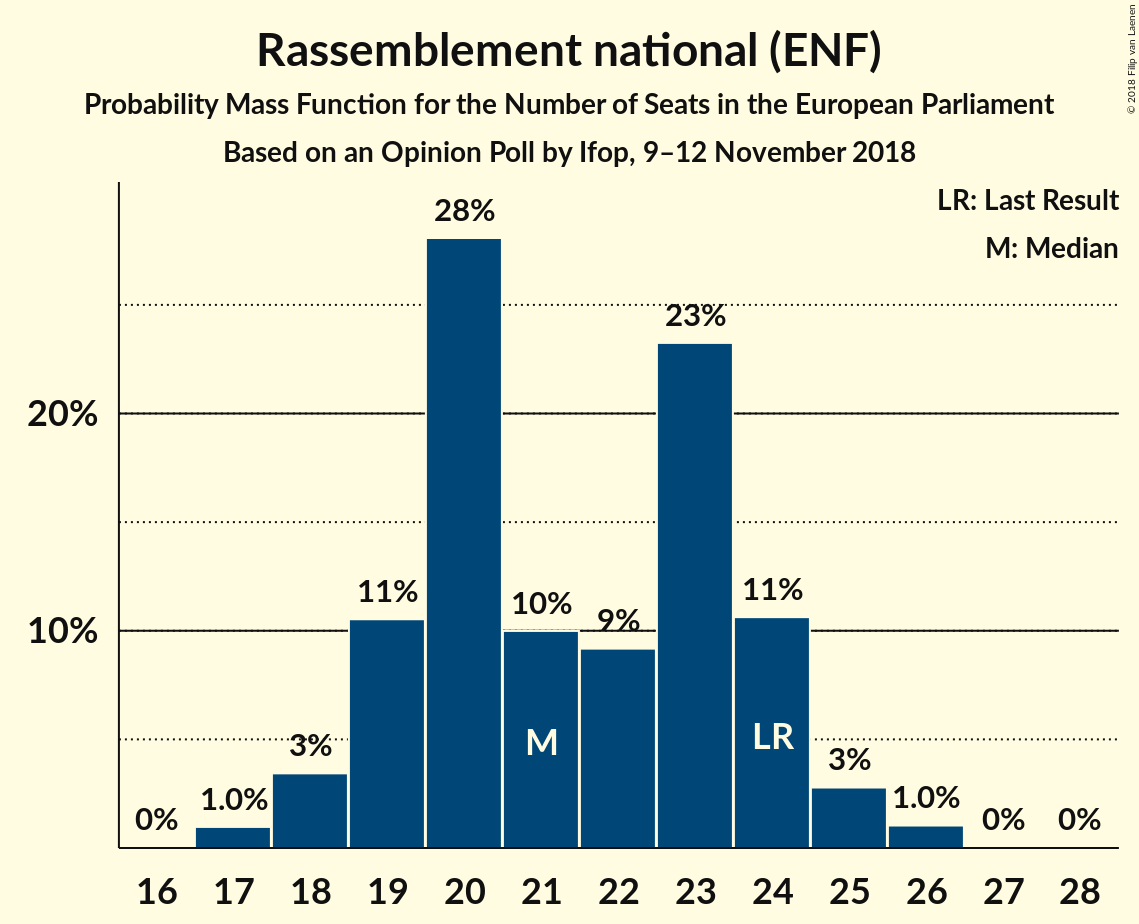 Rassemblement national (ENF)
Probability Mass Function for the Number of Seats in the European Parliament
Based on an Opinion Poll by Ifop, 9–12 November 2018
© 2018 Filip van Laenen
LR: Last Result
M: Median
28%
23%
20%
11%
10%
9%
11%
10%
M
LR
3%
3%
0%
1.0%
1.0%
0%
0%
16 17 18 19 20 21 22 23 24 25 26 27 28